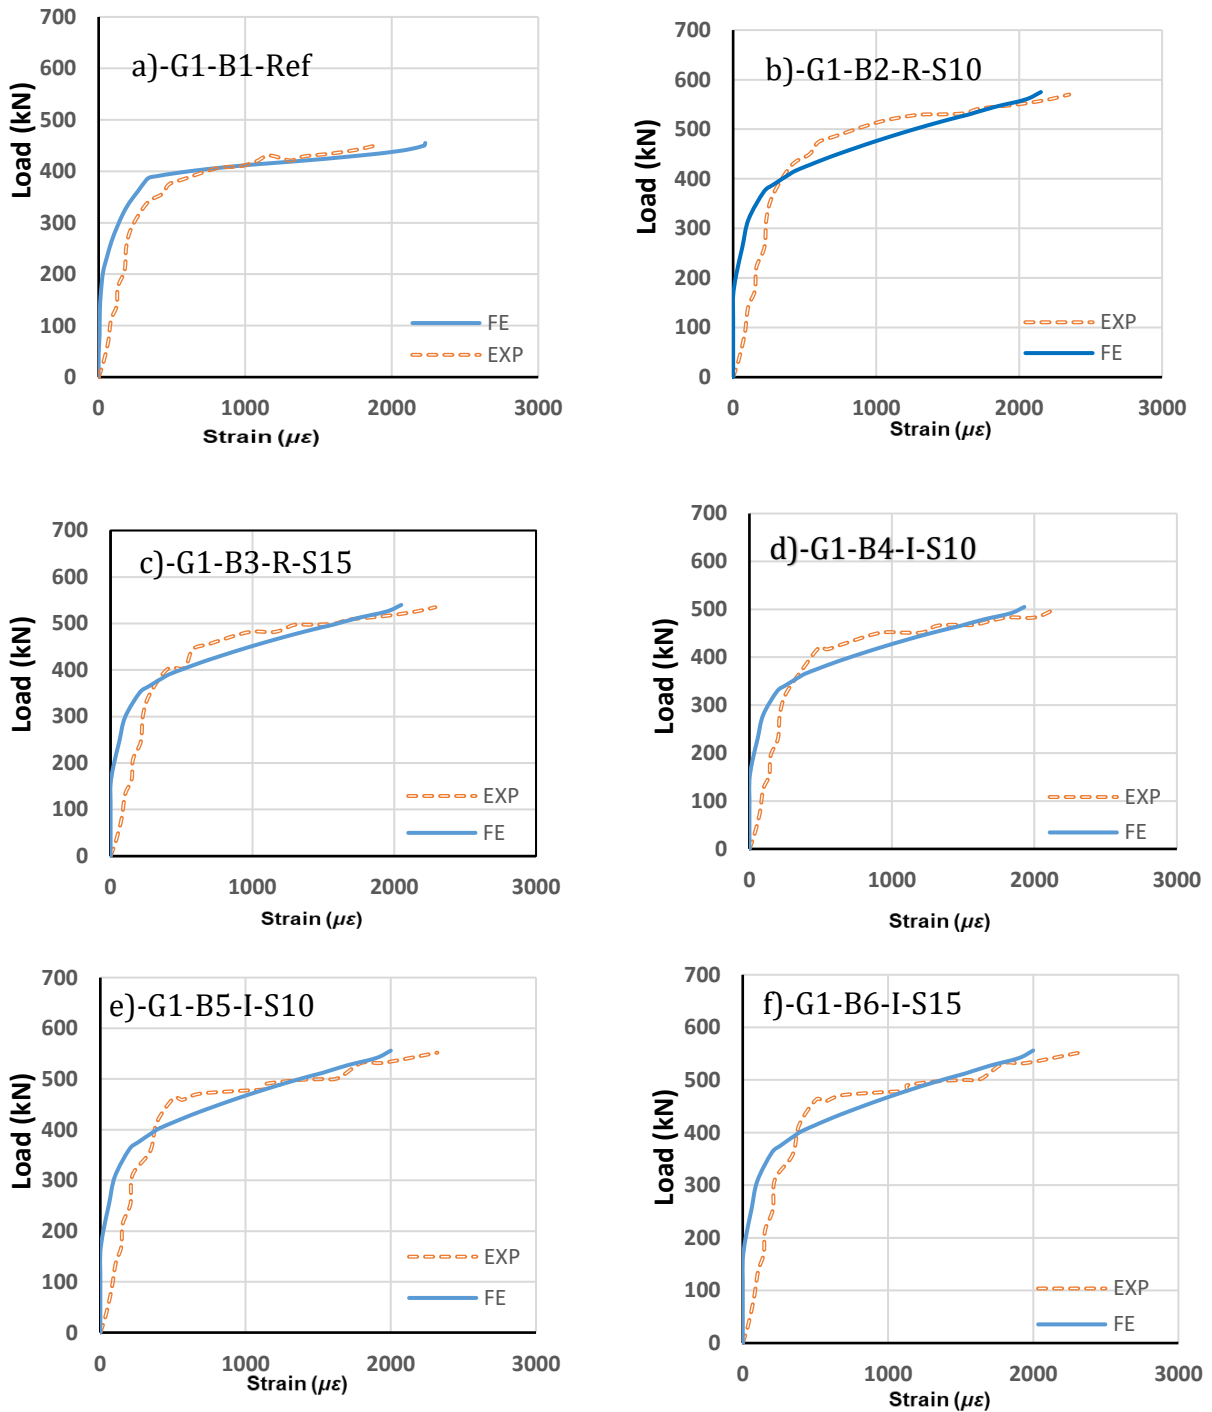 700
600
500
400
300
200
100
0
Load (kN)
a)-G1-B1-Ref
FE
EXP
0 1000 2000 3000
Strain (με)
700
600
500
400
300
200
100
0
Load (kN)
b)-G1-B2-R-S10
EXP
FE
0 1000 2000 3000
Strain (με)
700
600
500
400
300
200
100
0
Load (kN)
c)-G1-B3-R-S15
EXP
FE
0 1000 2000 3000
Strain (με)
700
600
500
400
300
200
100
0
Load (kN)
d)-G1-B4-I-S10
EXP
FE
0 1000 2000 3000
Strain (με)
700
600
500
400
300
200
100
0
Load (kN)
e)-G1-B5-I-S10
EXP
FE
0 1000 2000 3000
Strain (με)
700
600
500
400
300
200
100
0
Load (kN)
f)-G1-B6-I-S15
EXP
FE
0 1000 2000 3000
Strain (με)